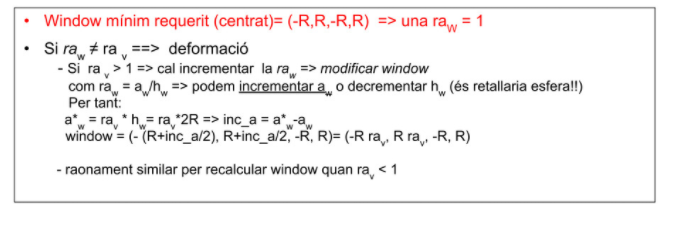 • Window mínim requerit (centrat)= (-R,R,-R,R) => una ra_w = 1
• Si ra_w ≠ ra_v ==> deformació
- Si ra_v > 1 => cal incrementar la ra_w => modificar window
com ra_w = a_w/h_w => podem incrementar a_w o decrementar h_w (és retallaria esfera!!)
Per tant:
a*_w = ra_v * h_w= ra_v*2R => inc_a = a*_w-a_w
window = (- (R+inc_a/2), R+inc_a/2, -R, R)= (-R ra_v, R ra_v, -R, R)
- raonament similar per recalcular window quan ra_v < 1